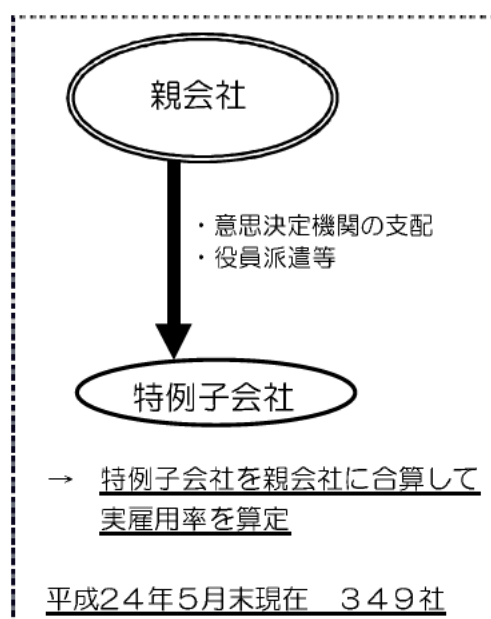 親会社
・意思決定機関の支配
・役員派遣等
特例子会社
→　特例子会社を親会社に合算して
実雇用率を算定
平成２４年５月末現在　３４９社